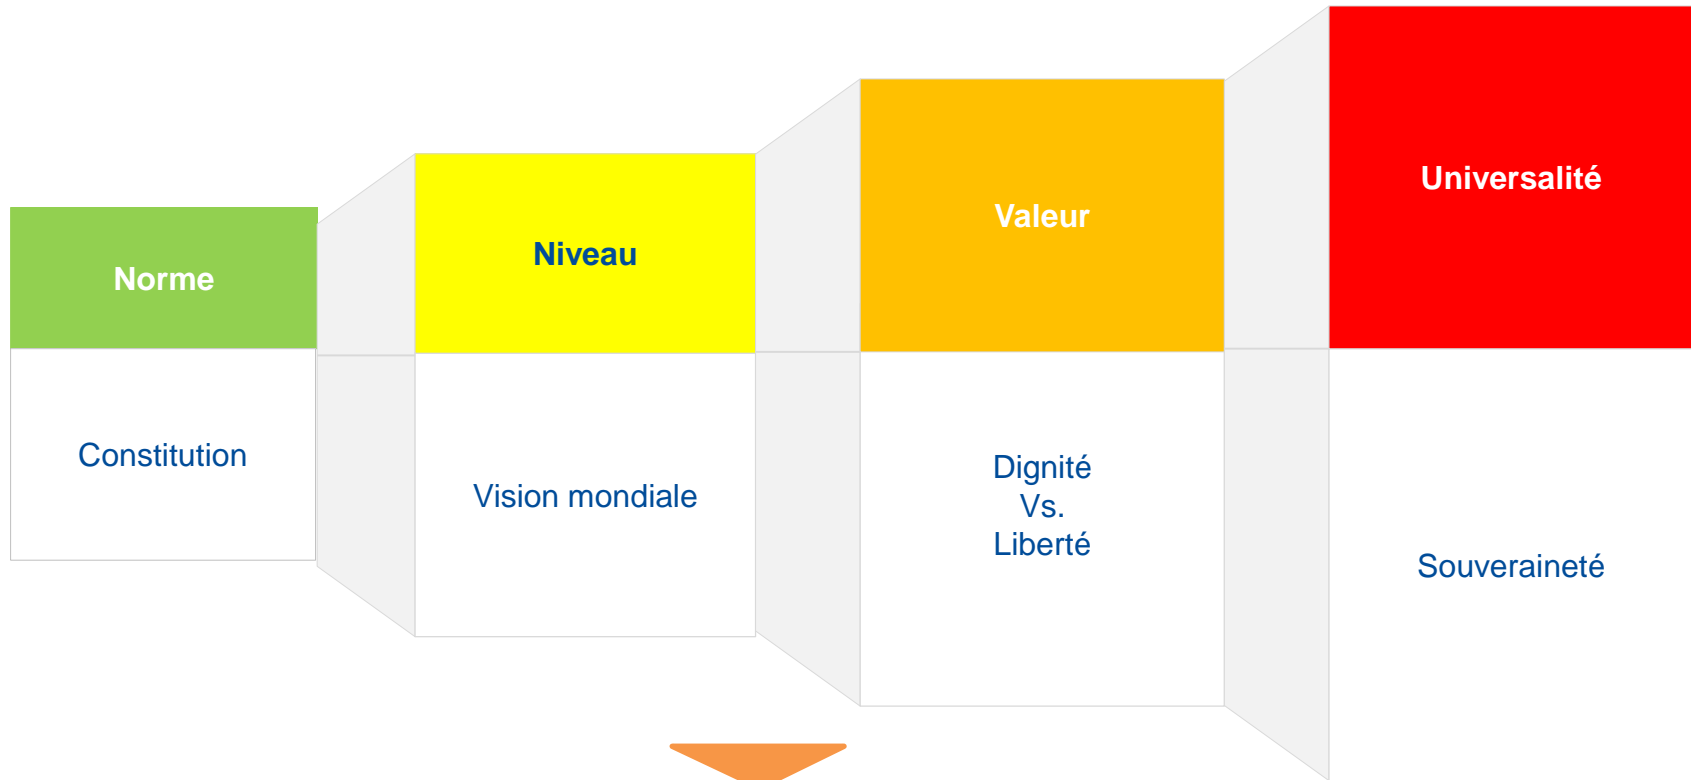 Norme
Constitution
Niveau
Vision mondiale
Valeur
Dignité
Vs.
Liberté
Universalité
Souveraineté